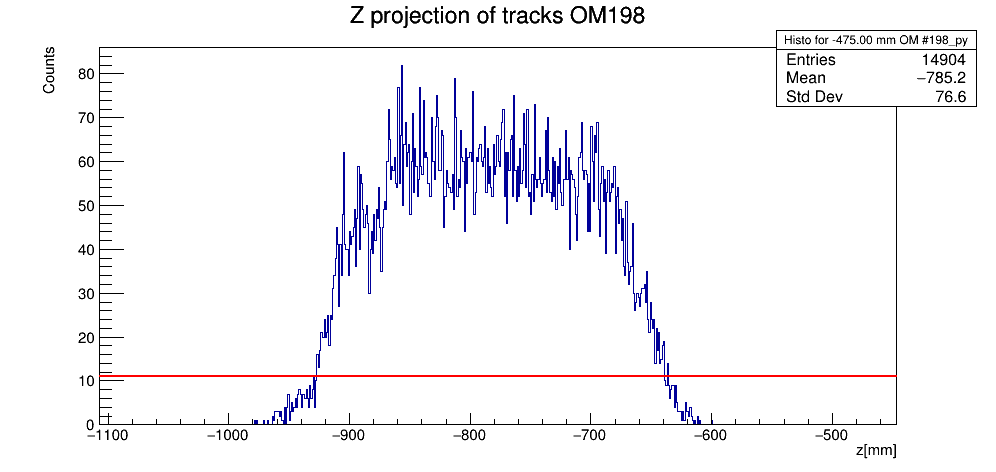 Z projection of tracks OM198
Histo for -475.00 mm OM #198_py
Entries 14904
Mean −785.2
Std Dev 76.6
Counts
80
70
60
50
40
30
20
10
0
−1100 −1000 −900 −800 −700 −600 −500
z[mm]